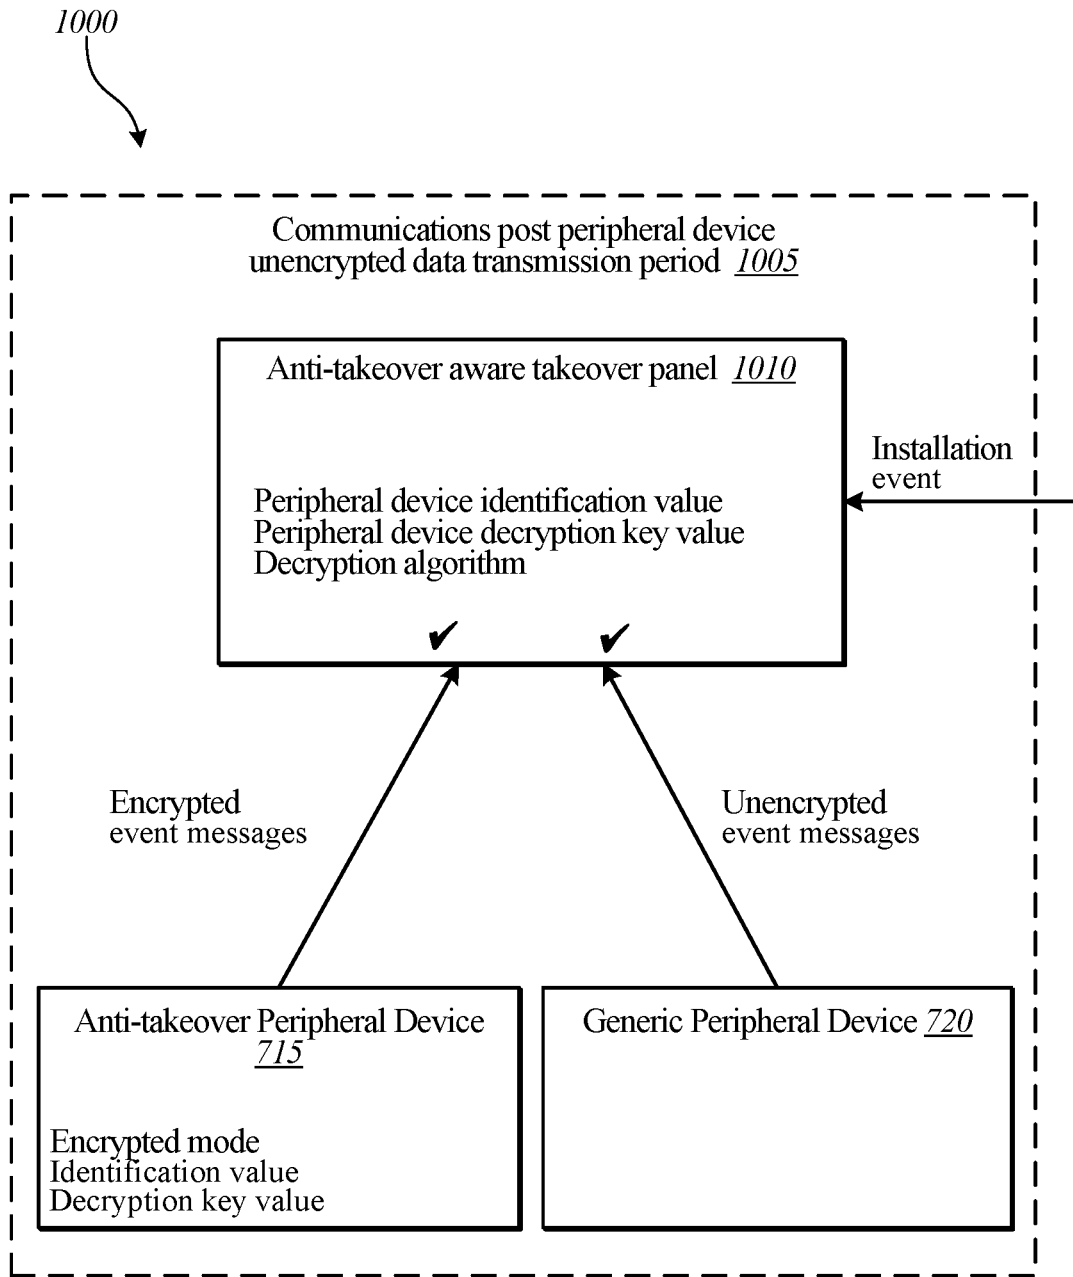 1000
Communications post peripheral device
unencrypted data transmission period 1005
Anti-takeover aware takeover panel 1010
Installation
event
Peripheral device identification value
Peripheral device decryption key value
Decryption algorithm
Encrypted
event messages
Unencrypted
event messages
Anti-takeover Peripheral Device
715
Encrypted mode
Identification value
Decryption key value
Generic Peripheral Device 720